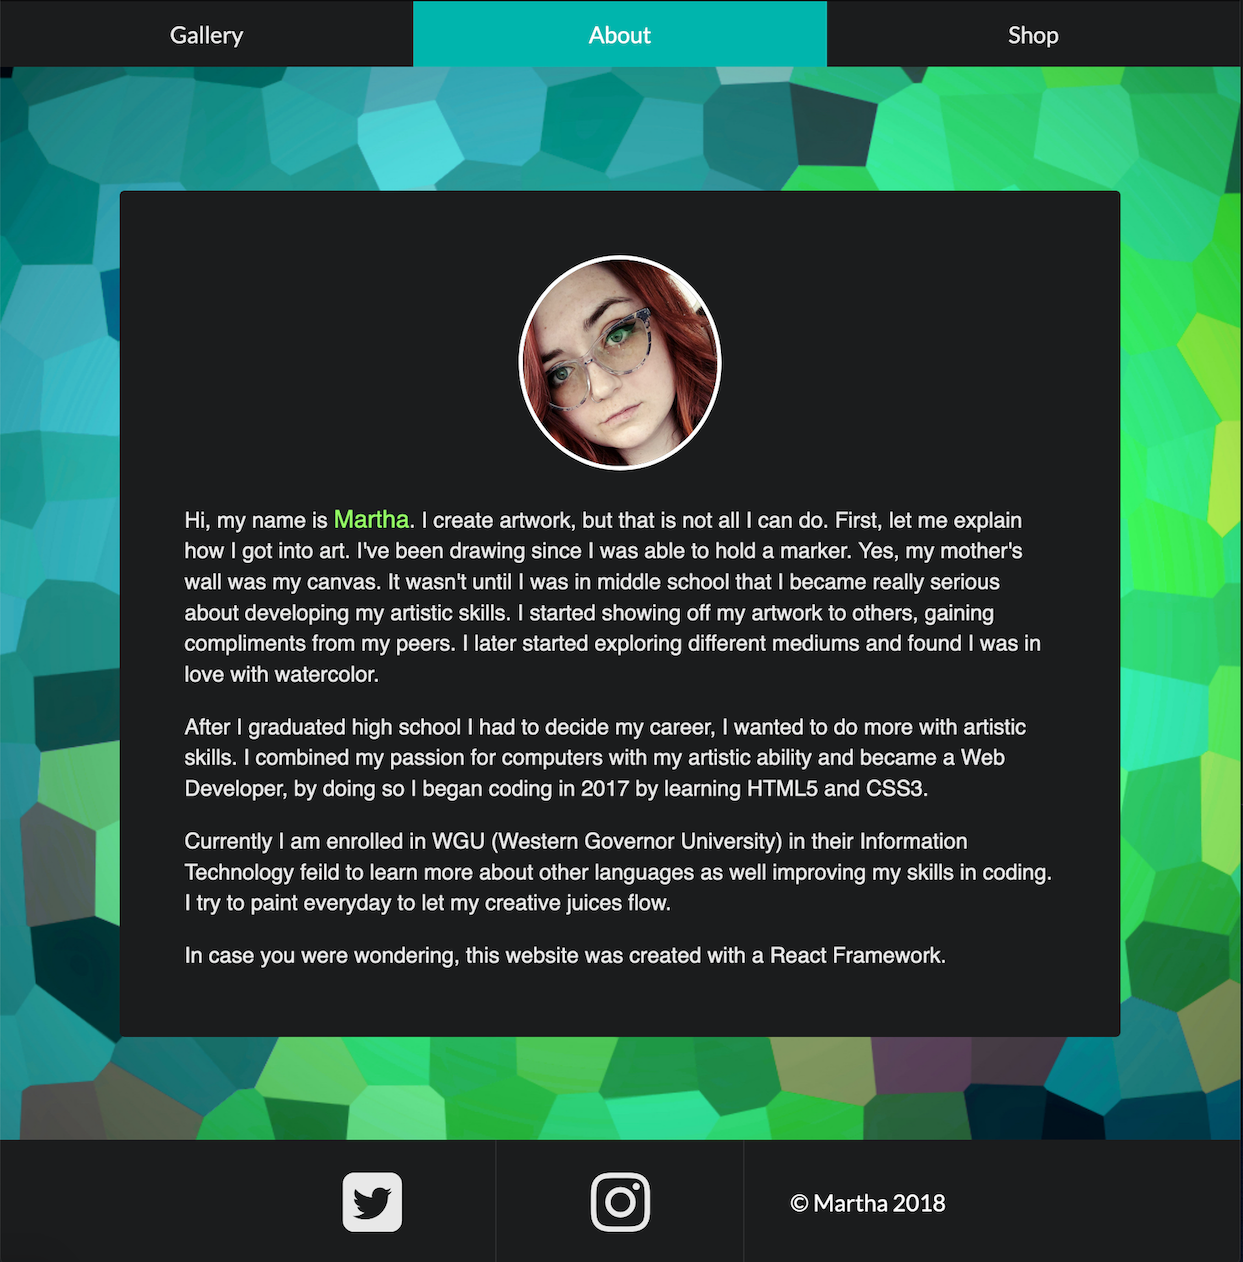 Gallery
About
Shop
Hi, my name is Martha. I create artwork, but that is not all I can do. First, let me explain
how I got into art. I've been drawing since I was able to hold a marker. Yes, my mother's
wall was my canvas. It wasn't until I was in middle school that I became really serious
about developing my artistic skills. I started showing off my artwork to others, gaining
compliments from my peers. I later started exploring different mediums and found I was in
love with watercolor.
After I graduated high school I had to decide my career, I wanted to do more with artistic
skills. I combined my passion for computers with my artistic ability and became a Web
Developer, by doing so I began coding in 2017 by learning HTML5 and CSS3.
Currently I am enrolled in WGU (Western Governor University) in their Information
Technology feild to learn more about other languages as well improving my skills in coding.
I try to paint everyday to let my creative juices flow.
In case you were wondering, this website was created with a React Framework.
© Martha 2018